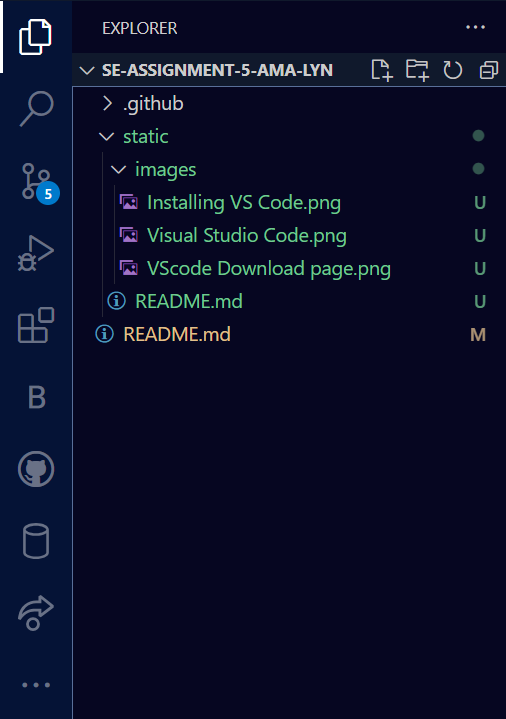 EXPLORER
SE-ASSIGNMENT-5-AMA-LYN
.github
static
images
Installing VS Code.png U
Visual Studio Code.png U
VScode Download page.png U
README.md U
README.md M
5
B